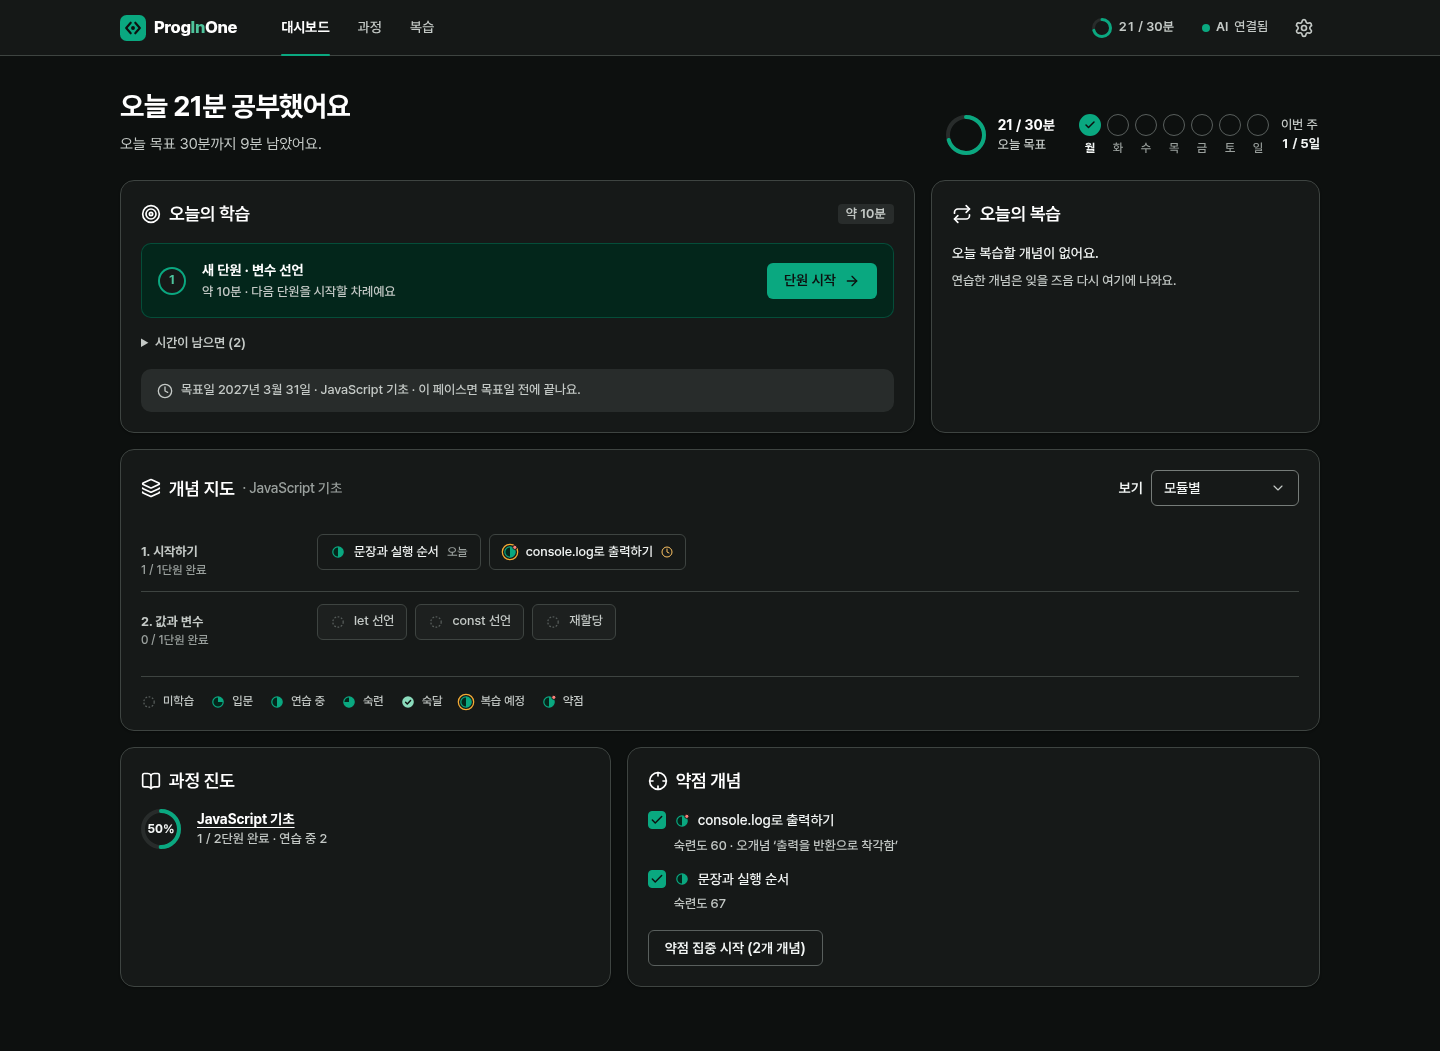 ProgInOne
대시보드 과정 복습
21 / 30분
AI 연결됨
오늘 21분 공부했어요
오늘 목표 30분까지 9분 남았어요.
21 / 30분
오늘 목표
월 화 수 목 금 토 일
이번 주
1 / 5일
오늘의 학습
약 10분
1
새 단원 · 변수 선언
약 10분 · 다음 단원을 시작할 차례예요
단원 시작
시간이 남으면 (2)
목표일 2027년 3월 31일 · JavaScript 기초 · 이 페이스면 목표일 전에 끝나요.
오늘의 복습
오늘 복습할 개념이 없어요.
연습한 개념은 잊을 즈음 다시 여기에 나와요.
개념 지도 · JavaScript 기초
보기 모듈별
1. 시작하기
1 / 1단원 완료
문장과 실행 순서 오늘
console.log로 출력하기
2. 값과 변수
0 / 1단원 완료
let 선언
const 선언
재할당
미학습 입문 연습 중 숙련 숙달 복습 예정 약점
과정 진도
50%
JavaScript 기초
1 / 2단원 완료 · 연습 중 2
약점 개념
console.log로 출력하기
숙련도 60 · 오개념 ‘출력을 반환으로 착각함’
문장과 실행 순서
숙련도 67
약점 집중 시작 (2개 개념)